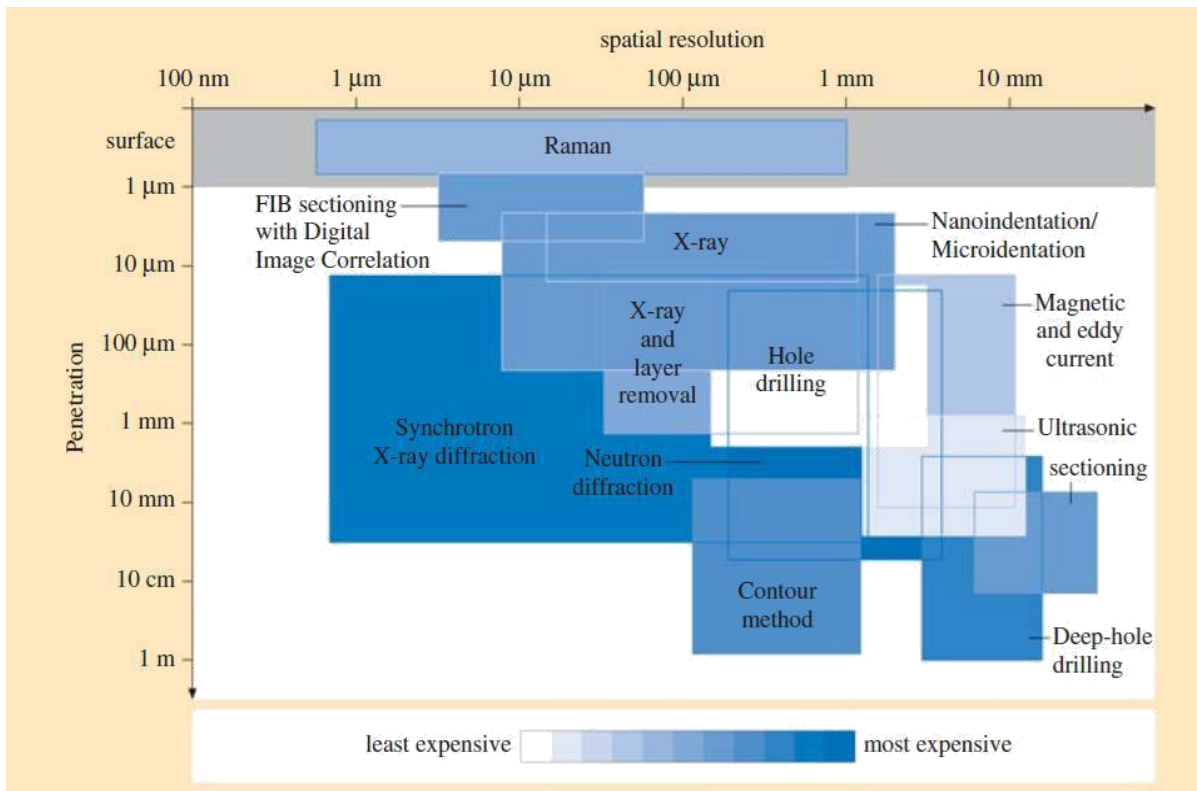 spatial resolution
100 nm 1 µm 10 µm 100 µm 1 mm 10 mm
surface
Raman
1 µm
FIB sectioning
with Digital
Image Correlation
X-ray
Nanoindentation/
Microidentation
10 µm
X-ray
and
layer
removal
Hole
drilling
Magnetic
and eddy
current
100 µm
Penetration
1 mm
Synchrotron
X-ray diffraction
Neutron
diffraction
Ultrasonic
sectioning
10 mm
10 cm
Contour
method
1 m
Deep-hole
drilling
least expensive most expensive